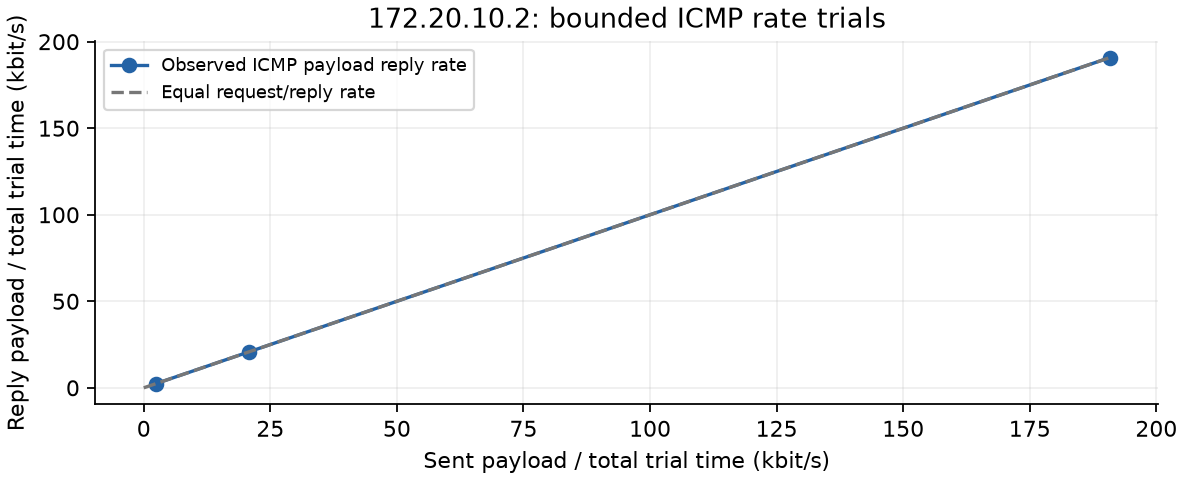 172.20.10.2: bounded ICMP rate trials
Reply payload / total trial time (kbit/s)
200
150
100
50
0
Observed ICMP payload reply rate
Equal request/reply rate
0 25 50 75 100 125 150 175 200
Sent payload / total trial time (kbit/s)